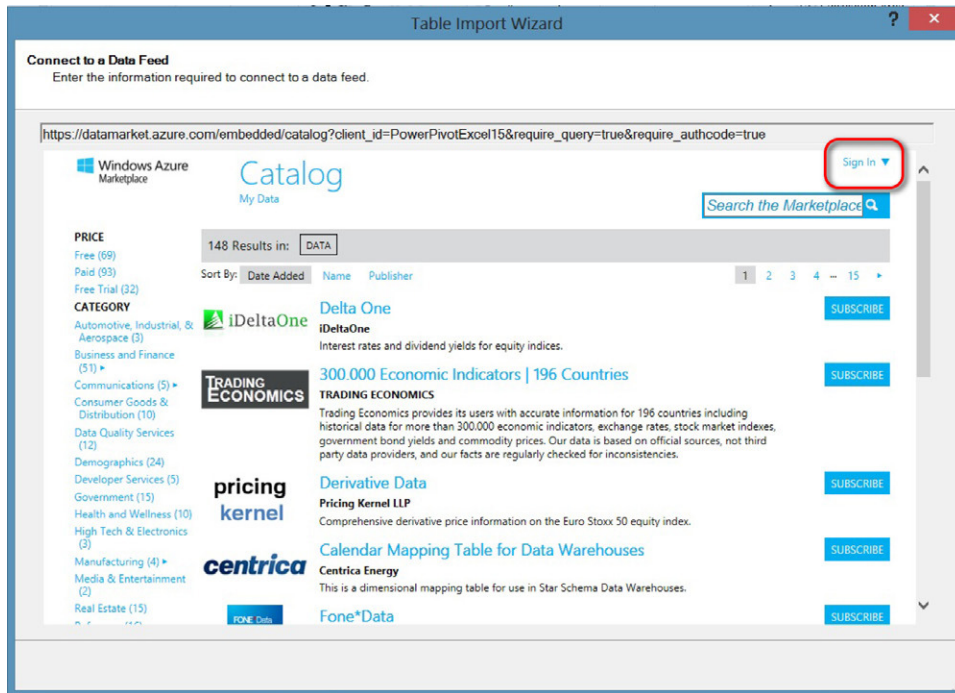 Table Import Wizard
?
×
Connect to a Data Feed
Enter the information required to connect to a data feed.
https://datamarket.azure.com/embedded/catalog?client_id=PowerPivotExcel15&require_query=true&require_authcode=true
Windows Azure
Marketplace
Catalog
My Data
Sign In ▼
Search the Marketplace
PRICE
Free (69)
Paid (93)
Free Trial (32)
CATEGORY
Automotive, Industrial, &
Aerospace (3)
Business and Finance
(51) ▸
Communications (5) ▸
Consumer Goods &
Distribution (10)
Data Quality Services
(12)
Demographics (24)
Developer Services (5)
Government (15)
Health and Wellness (10)
High Tech & Electronics
(3)
Manufacturing (4) ▸
Media & Entertainment
(2)
Real Estate (15)
148 Results in: DATA
Sort By: Date Added Name Publisher
1 2 3 4 ... 15 ▸
iDeltaOne
Delta One
iDeltaOne
Interest rates and dividend yields for equity indices.
SUBSCRIBE
TRADING
ECONOMICS
300.000 Economic Indicators | 196 Countries
TRADING ECONOMICS
Trading Economics provides its users with accurate information for 196 countries including
historical data for more than 300.000 economic indicators, exchange rates, stock market indexes,
government bond yields and commodity prices. Our data is based on official sources, not third
party data providers, and our facts are regularly checked for inconsistencies.
SUBSCRIBE
pricing
kernel
Derivative Data
Pricing Kernel LLP
Comprehensive derivative price information on the Euro Stoxx 50 equity index.
SUBSCRIBE
centrica
Calendar Mapping Table for Data Warehouses
Centrica Energy
This is a dimensional mapping table for use in Star Schema Data Warehouses.
SUBSCRIBE
FONE Data
Fone*Data
SUBSCRIBE